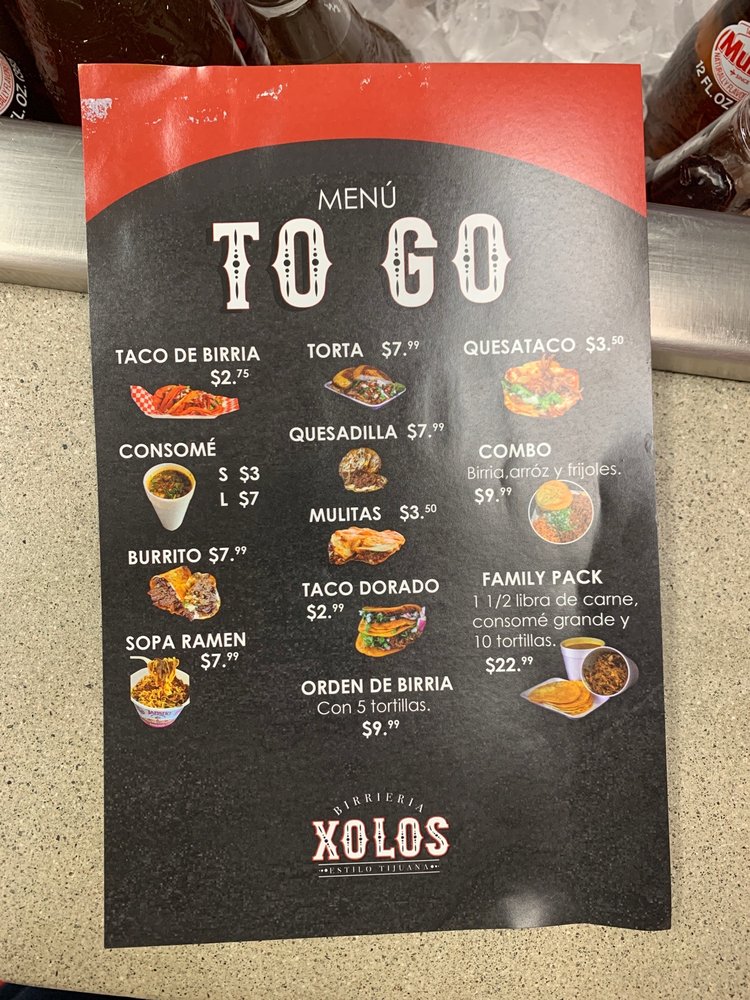 MENÚ
TO GO
TACO DE BIRRIA
$2.75
CONSOMÉ
S $3
L $7
BURRITO $7.99
SOPA RAMEN
$7.99
TORTA $7.99
QUESADILLA $7.99
MULITAS $3.50
TACO DORADO
$2.99
ORDEN DE BIRRIA
Con 5 tortillas.
$9.99
QUESATACO $3.50
COMBO
Birria,arróz y frijoles.
$9.99
FAMILY PACK
1 1/2 libra de carne,
consomé grande y
10 tortillas.
$22.99
BIRRIERIA
XOLOS
ESTILO TIJUANA
12 FL. OZ.